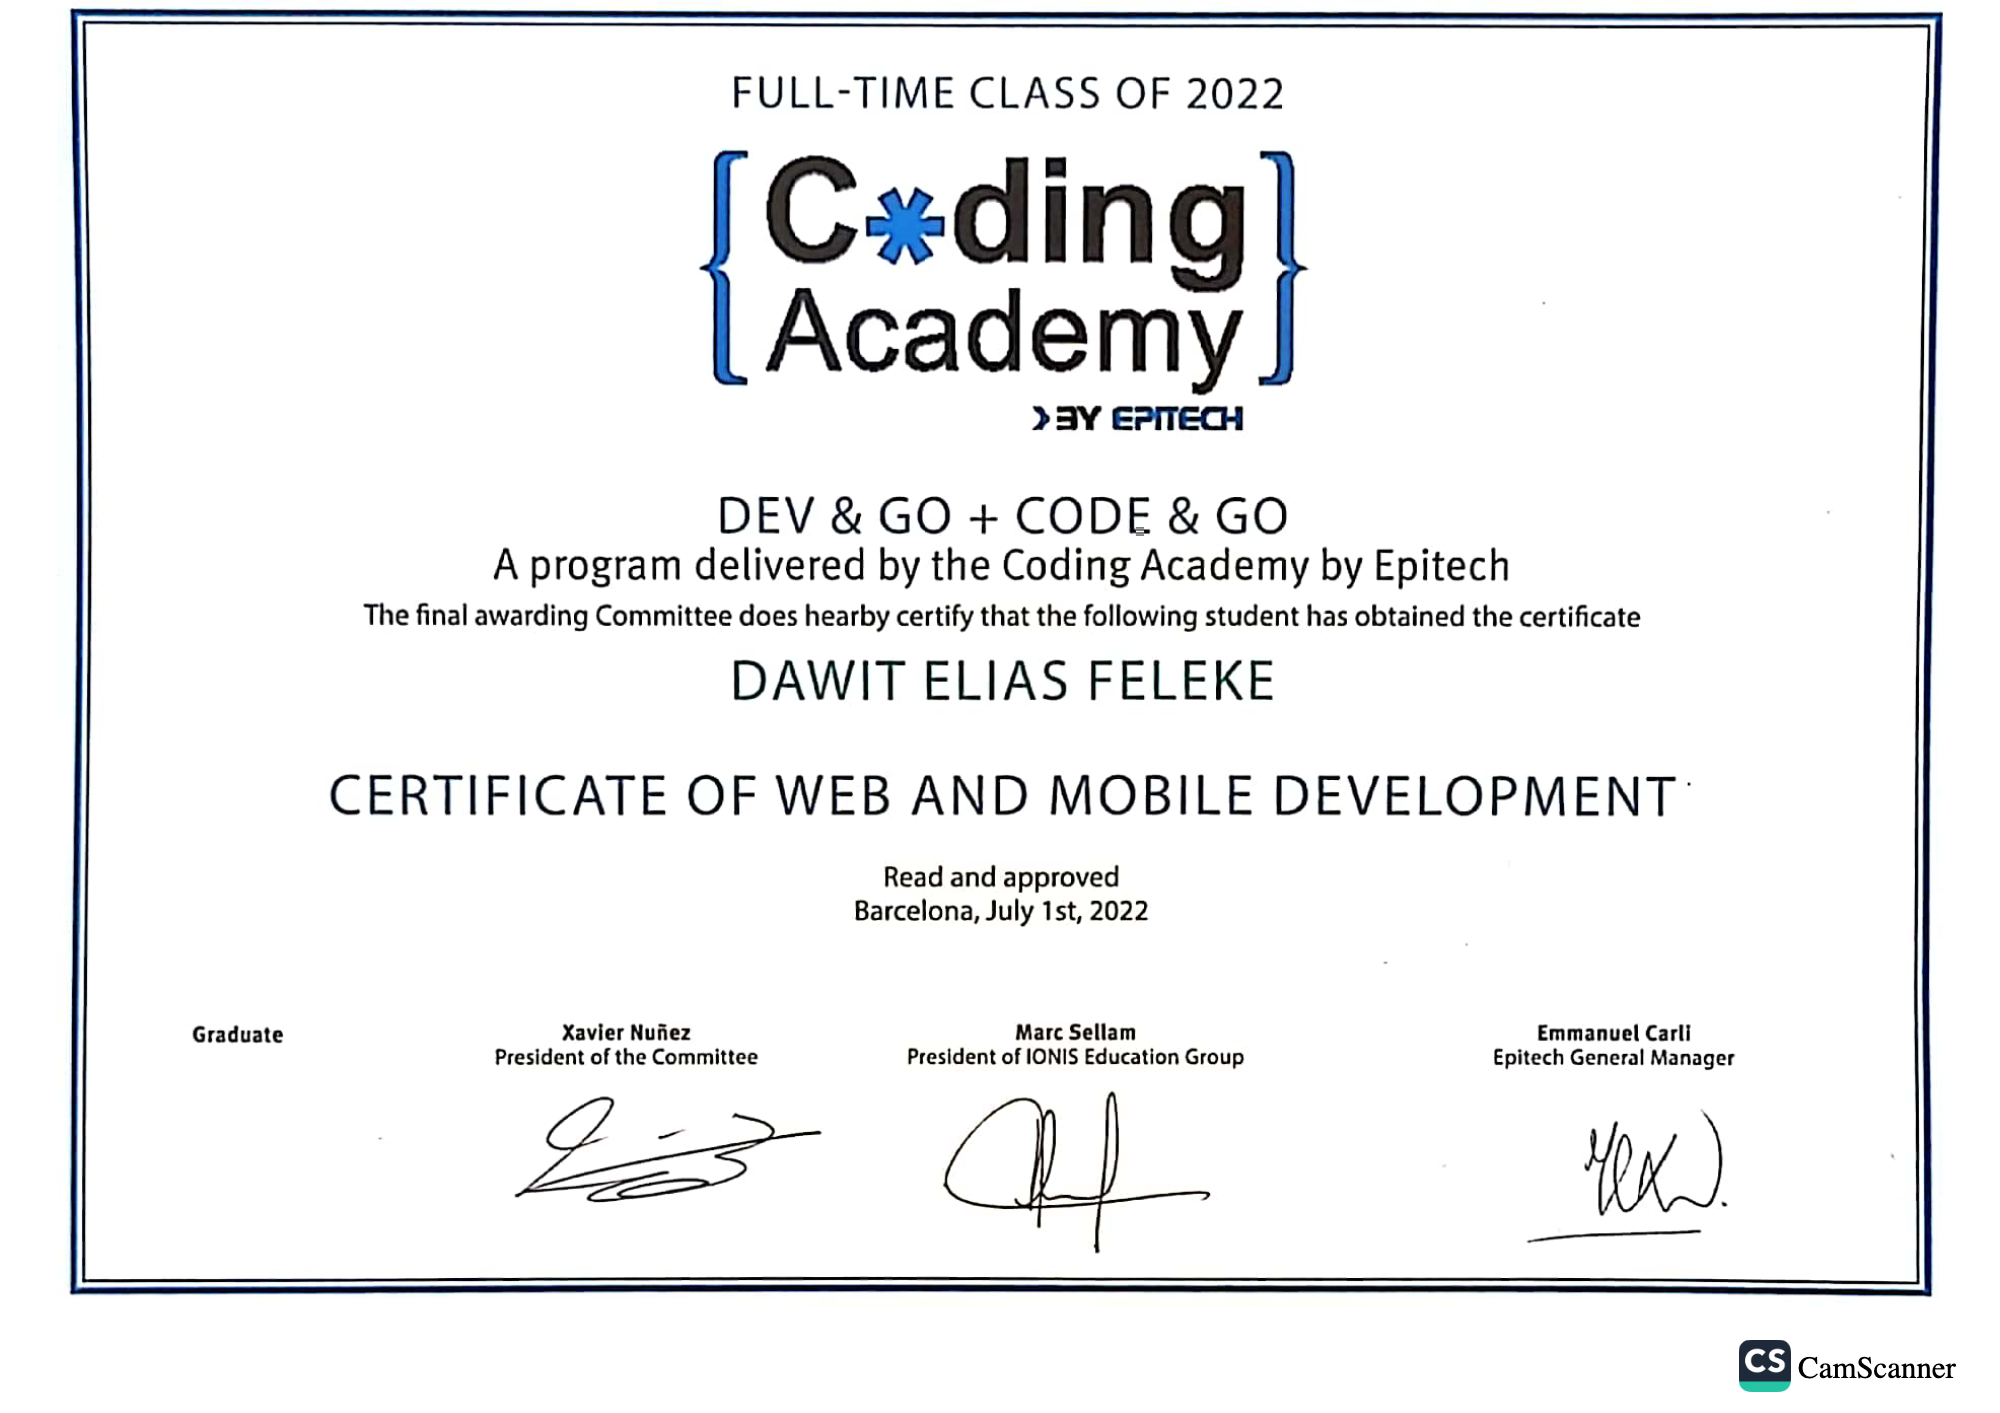 FULL-TIME CLASS OF 2022
{C*ding
Academy}
>BY EPITECH
DEV & GO + CODE & GO
A program delivered by the Coding Academy by Epitech
The final awarding Committee does hearby certify that the following student has obtained the certificate
DAWIT ELIAS FELEKE
CERTIFICATE OF WEB AND MOBILE DEVELOPMENT
Read and approved
Barcelona, July 1st, 2022
Graduate
Xavier Nuñez
President of the Committee
Marc Sellam
President of IONIS Education Group
Emmanuel Carli
Epitech General Manager
CS CamScanner